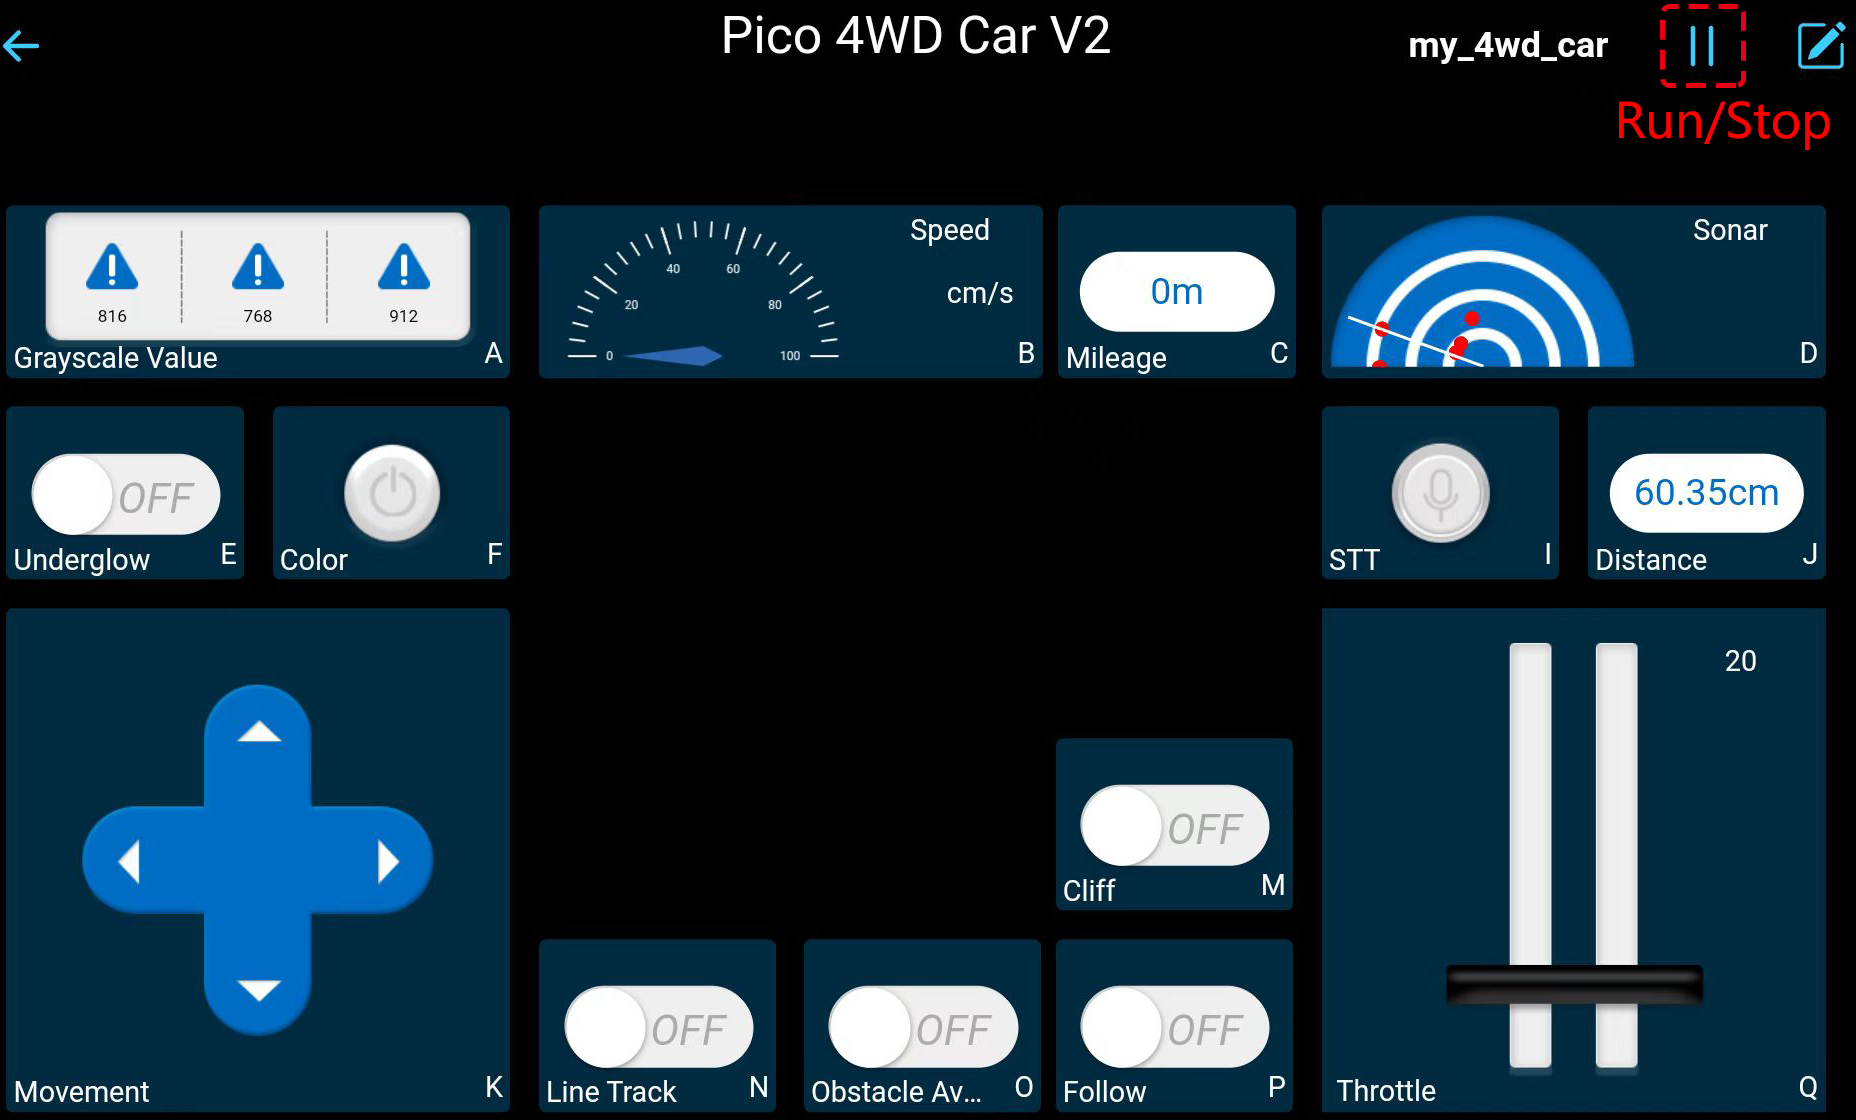 Pico 4WD Car V2
my_4wd_car
Run/Stop
816
768
912
Grayscale Value
A
Speed
cm/s
0
20
40
60
80
100
B
0m
Mileage
C
Sonar
D
OFF
Underglow
E
Color
F
STT
I
60.35cm
Distance
J
Movement
K
OFF
Cliff
M
OFF
Line Track
N
OFF
Obstacle Av...
O
OFF
Follow
P
20
Throttle
Q